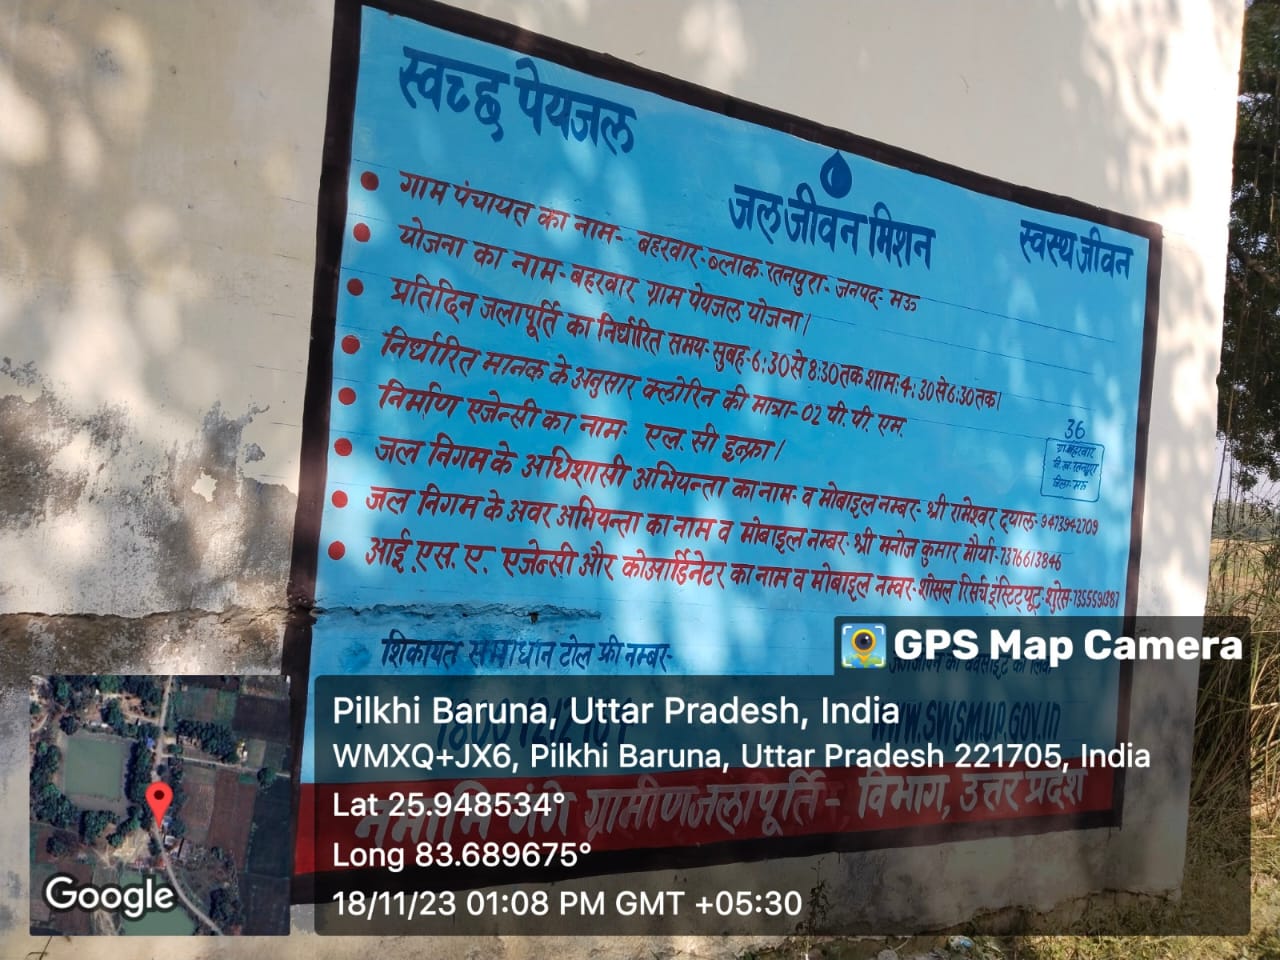 स्वच्छ पेयजल
जल जीवन मिशन
स्वस्थ जीवन
ग्राम पंचायत का नाम- बहरवार-ब्लाक-रतनपुरा- जनपद- मऊ
योजना का नाम- बहरवार ग्राम पेयजल योजना।
प्रतिदिन जलापूर्ति का निर्धारित समय-सुबह-6:30 से 8:30 तक शाम:4:30 से 6:30 तक।
निर्धारित मानक के अनुसार क्लोरिन की मात्रा-02 पी. पी. एम.
निर्माण एजेन्सी का नाम- एल. सी इन्फ्रा।
जल निगम के अधिशासी अभियन्ता का नाम- व मोबाइल नम्बर- श्री रामेश्वर दयाल- 9473942709
जल निगम के अवर अभियन्ता का नाम व मोबाइल नम्बर- श्री मनोज कुमार मौर्या-7376613846
आई.एस. ए. एजेन्सी और कोआर्डिनेटर का नाम व मोबाइल नम्बर- शोसल रिसर्च इंस्टिट्यूट-
36
शिकायत समाधान टोल फ्री नम्बर-
WWW.SWSM.UP.GOV.IN
नमामि गंगे ग्रामीण जलापूर्ति- विभाग, उत्तर प्रदेश
GPS Map Camera
Pilkhi Baruna, Uttar Pradesh, India
WMXQ+JX6, Pilkhi Baruna, Uttar Pradesh 221705, India
Lat 25.948534°
Long 83.689675°
18/11/23 01:08 PM GMT +05:30
Google